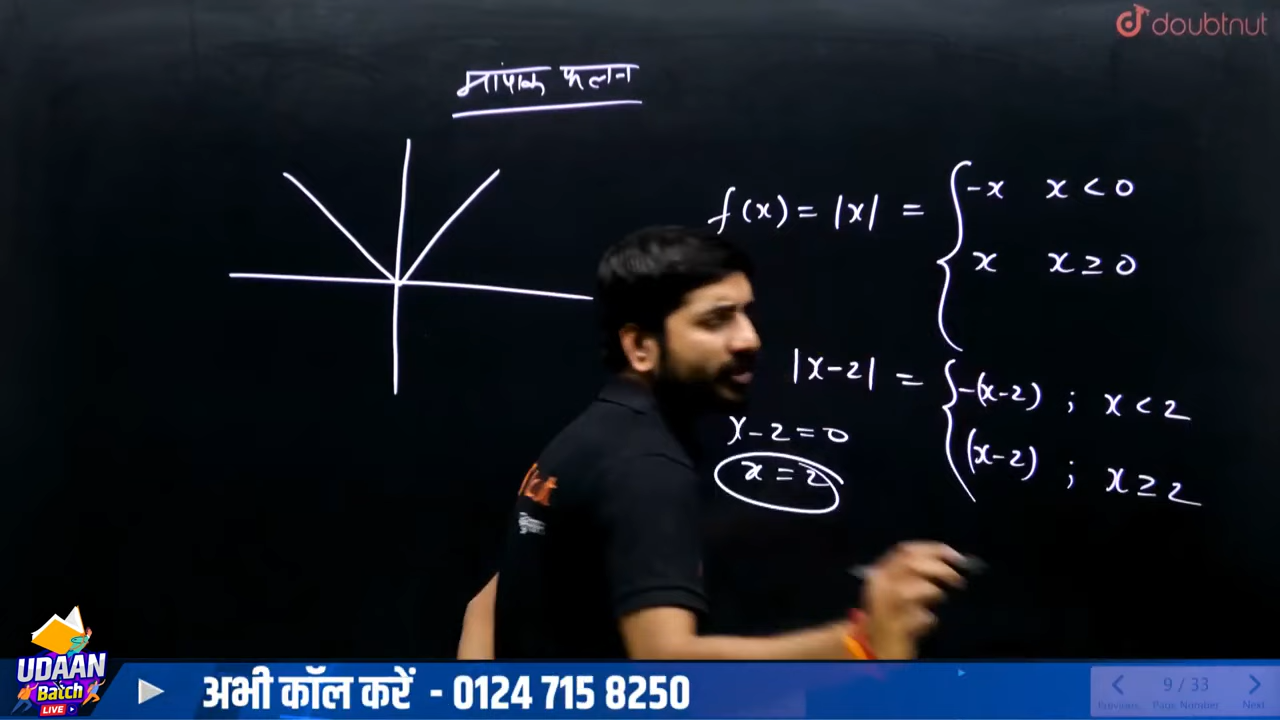 doubtnut
मापांक फलन
f(x) = |x| = { -x x < 0
x x ≥ 0
|x-2| = { -(x-2) ; x < 2
(x-2) ; x ≥ 2
x-2=0
x = 2
UDAAN
Batch
LIVE
अभी कॉल करें - 0124 715 8250
9 / 33
Previous Page Number Next